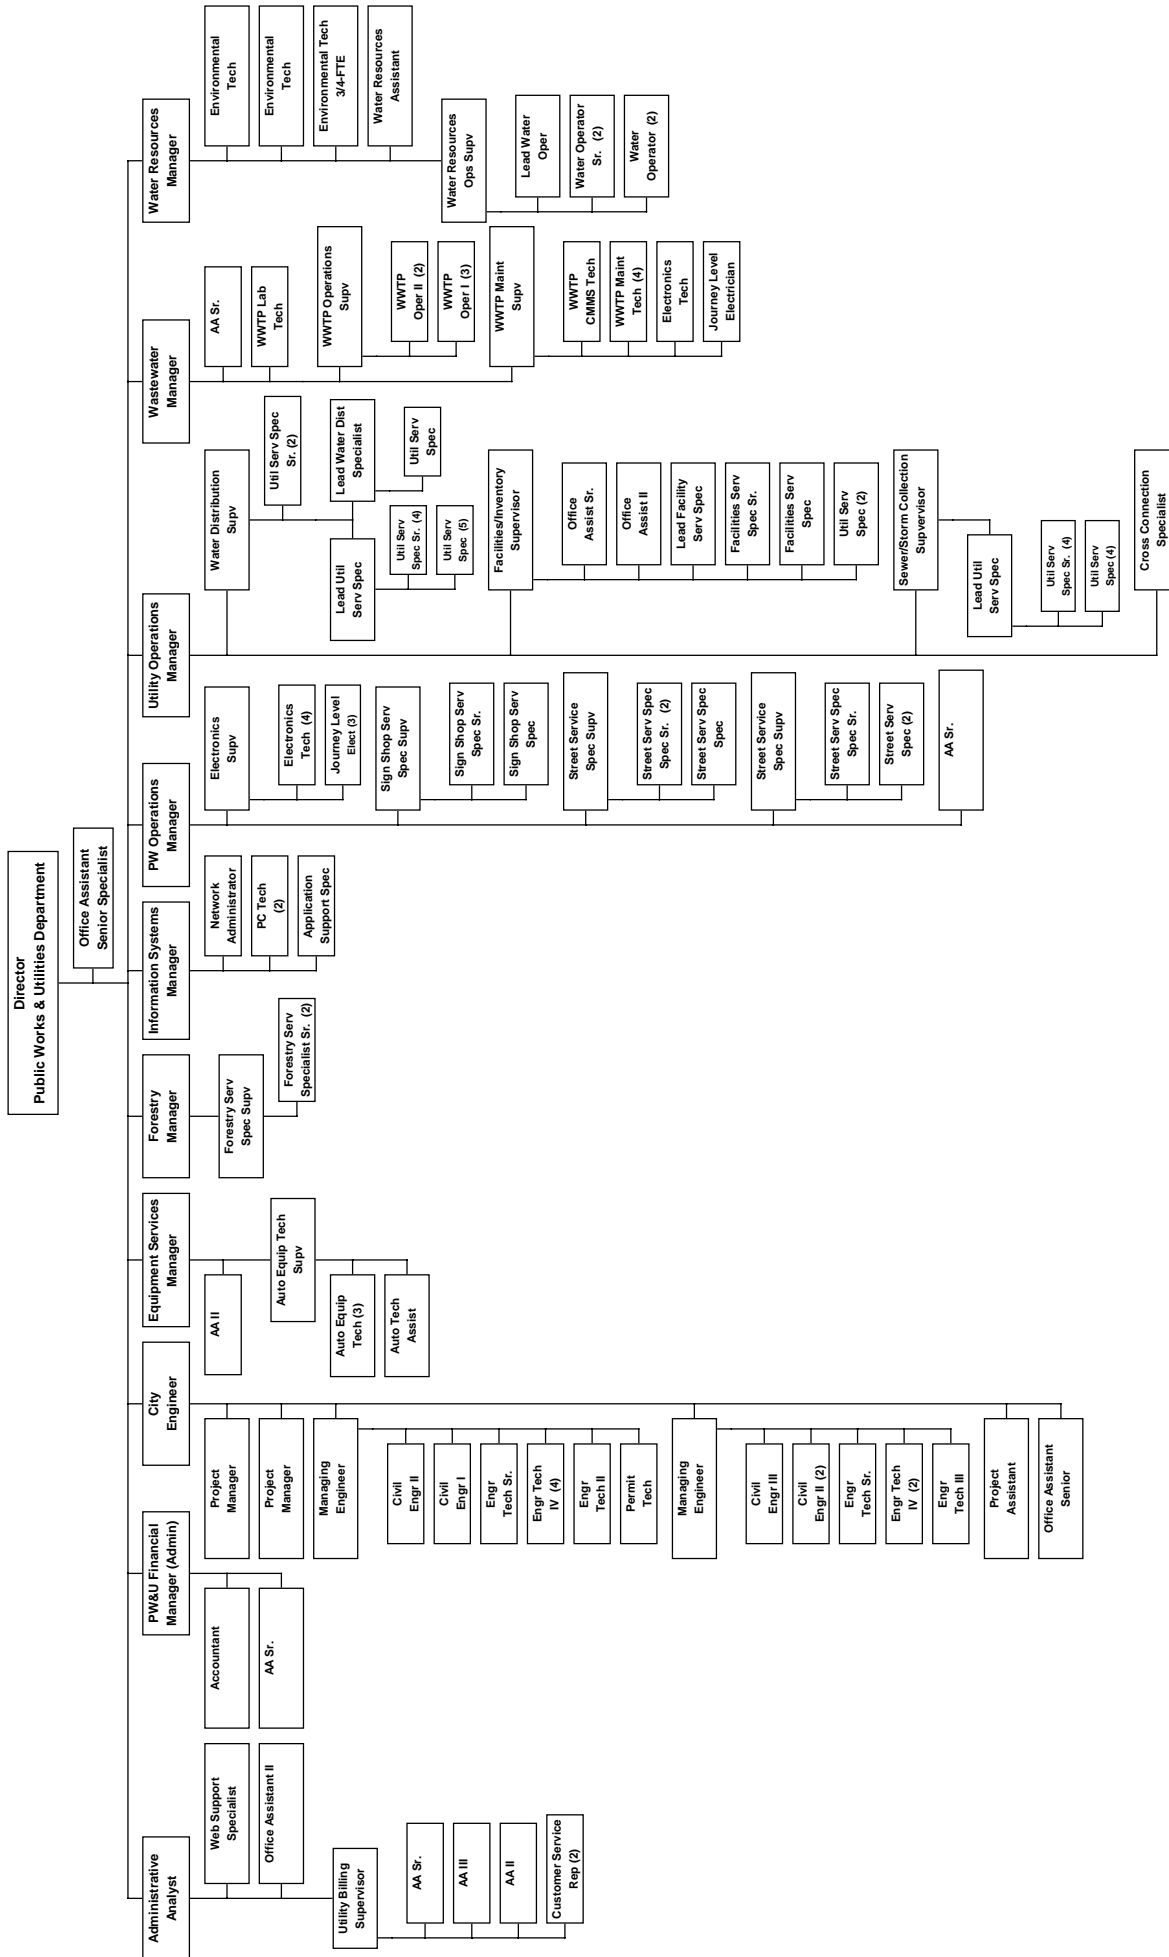 Director
Public Works & Utilities Department
Office Assistant
Senior Specialist
Administrative
Analyst
Web Support
Specialist
Office Assistant II
Utility Billing
Supervisor
AA Sr.
AA III
AA II
Customer Service
Rep (2)
PW&U Financial
Manager (Admin)
Accountant
AA Sr.
City
Engineer
Project
Manager
Project
Manager
Managing
Engineer
Civil
Engr II
Civil
Engr I
Engr
Tech Sr.
Engr Tech
IV (4)
Engr
Tech II
Permit
Tech
Managing
Engineer
Civil
Engr III
Civil
Engr II (2)
Engr
Tech Sr.
Engr Tech
IV (2)
Engr
Tech III
Project
Assistant
Office Assistant
Senior
Equipment Services
Manager
AA II
Auto Equip Tech
Supv
Auto Equip
Tech (3)
Auto Tech
Assist
Forestry
Manager
Forestry Serv
Spec Supv
Forestry Serv
Specialist Sr. (2)
Information Systems
Manager
Network
Administrator
PC Tech
(2)
Application
Support Spec
PW Operations
Manager
Electronics
Supv
Electronics
Tech (4)
Journey Level
Elect (3)
Sign Shop Serv
Spec Supv
Sign Shop Serv
Spec Sr.
Sign Shop Serv
Spec
Street Service
Spec Supv
Street Serv Spec
Spec Sr. (2)
Street Serv Spec
Spec
Street Service
Spec Supv
Street Serv Spec
Spec Sr.
Street Serv
Spec (2)
AA Sr.
Utility Operations
Manager
Water Distribution
Supv
Util Serv Spec
Sr. (2)
Lead Water Dist
Specialist
Util Serv
Spec
Lead Util
Serv Spec
Util Serv
Spec Sr. (4)
Util Serv
Spec (5)
Facilities/Inventory
Supervisor
Office
Assist Sr.
Office
Assist II
Lead Facility
Serv Spec
Facilities Serv
Spec Sr.
Facilities Serv
Spec
Util Serv
Spec (2)
Sewer/Storm Collection
Supvervisor
Lead Util
Serv Spec
Util Serv
Spec Sr. (4)
Util Serv
Spec (4)
Cross Connection
Specialist
Wastewater
Manager
AA Sr.
WWTP Lab
Tech
WWTP Operations
Supv
WWTP
Oper II (2)
WWTP
Oper I (3)
WWTP Maint
Supv
WWTP
CMMS Tech
WWTP Maint
Tech (4)
Electronics
Tech
Journey Level
Electrician
Water Resources
Manager
Environmental
Tech
Environmental
Tech
Environmental Tech
3/4-FTE
Water Resources
Assistant
Water Resources
Ops Supv
Lead Water
Oper
Water Operator
Sr. (2)
Water
Operator (2)